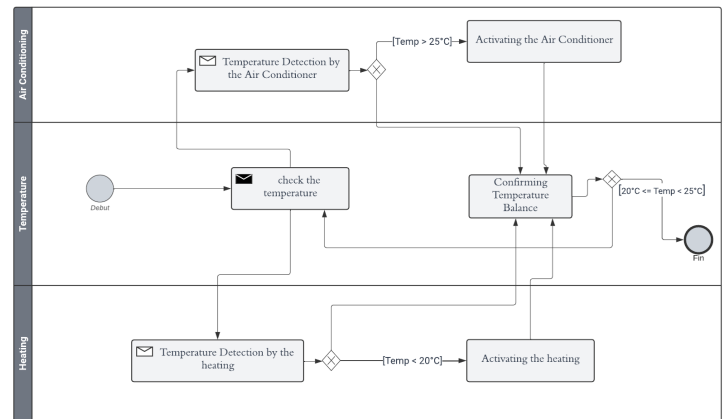 Air Conditioning
Temperature Detection by
the Air Conditioner
[Temp > 25°C]
Activating the Air Conditioner
Temperature
Debut
check the
temperature
Confirming
Temperature
Balance
[20°C <= Temp < 25°C]
Fin
Heating
Temperature Detection by the
heating
[Temp < 20°C]
Activating the heating